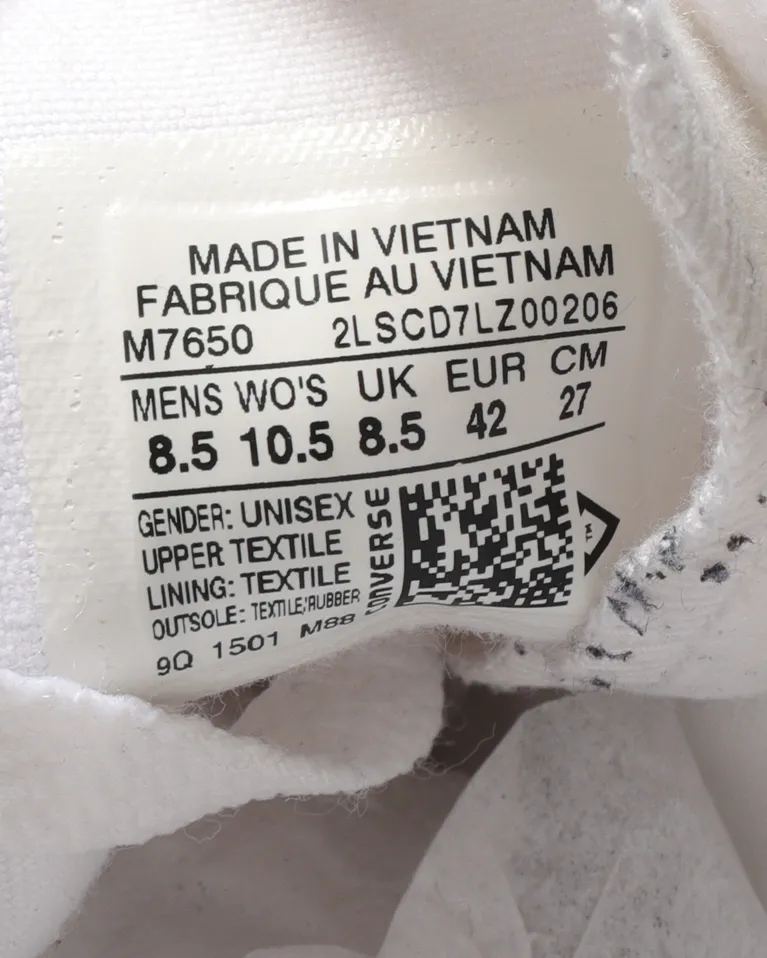 MADE IN VIETNAM
FABRIQUE AU VIETNAM
M7650 2LSCD7LZ00206
MENS WO'S UK EUR CM
8.5 10.5 8.5 42 27
GENDER: UNISEX
UPPER TEXTILE
LINING: TEXTILE
OUTSOLE: TEXTILE/RUBBER
9Q 1501 M88
CONVERSE